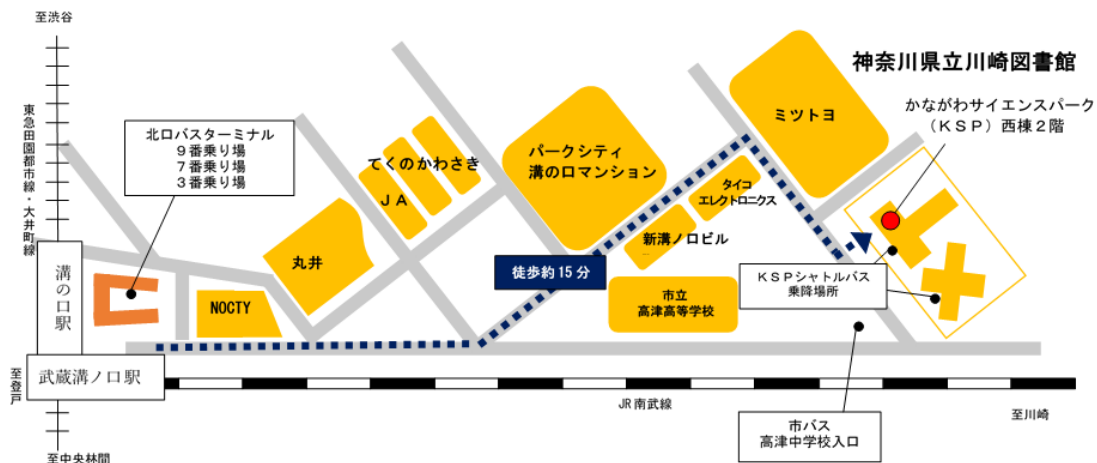 至渋谷
東急田園都市線・大井町線
北口バスターミナル
９番乗り場
７番乗り場
３番乗り場
てくのかわさき
ＪＡ
丸井
NOCTY
溝の口駅
武蔵溝ノ口駅
至登戸
至中央林間
パークシティ
溝の口マンション
ミツトヨ
タイコ
エレクトロニクス
新溝ノロビル
徒歩約15分
市立
高津高等学校
神奈川県立川崎図書館
かながわサイエンスパーク
（ＫＳＰ）西棟２階
ＫＳＰシャトルバス
乗降場所
JR南武線
市バス
高津中学校入口
至川崎